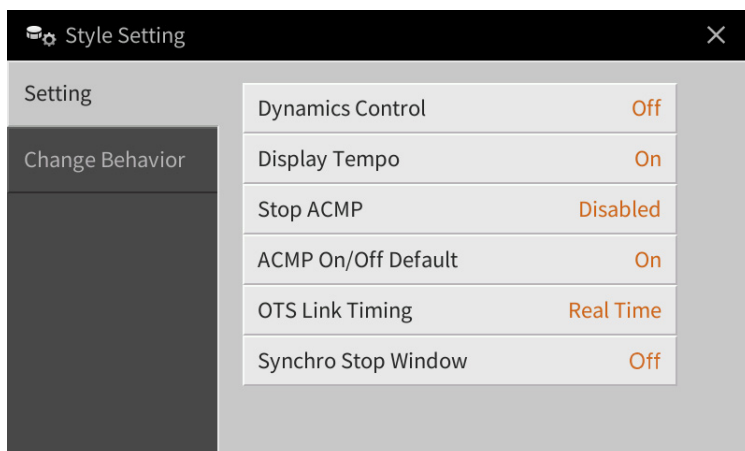 Style Setting
Setting
Change Behavior
Dynamics Control Off
Display Tempo On
Stop ACMP Disabled
ACMP On/Off Default On
OTS Link Timing Real Time
Synchro Stop Window Off